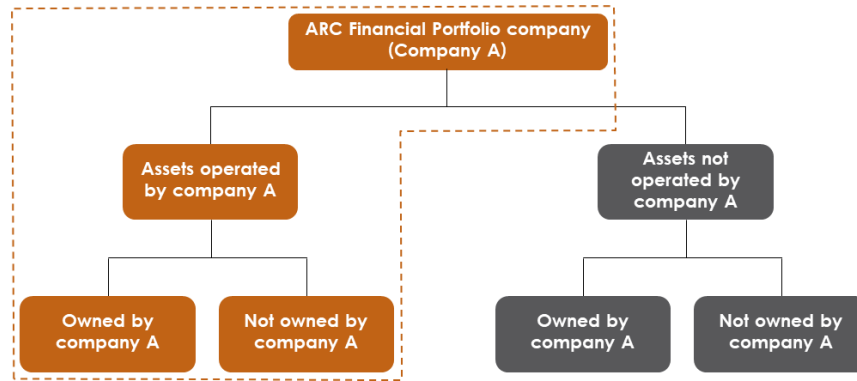 ARC Financial Portfolio company
(Company A)
Assets operated
by company A
Assets not
operated by
company A
Owned by
company A
Not owned by
company A
Owned by
company A
Not owned by
company A